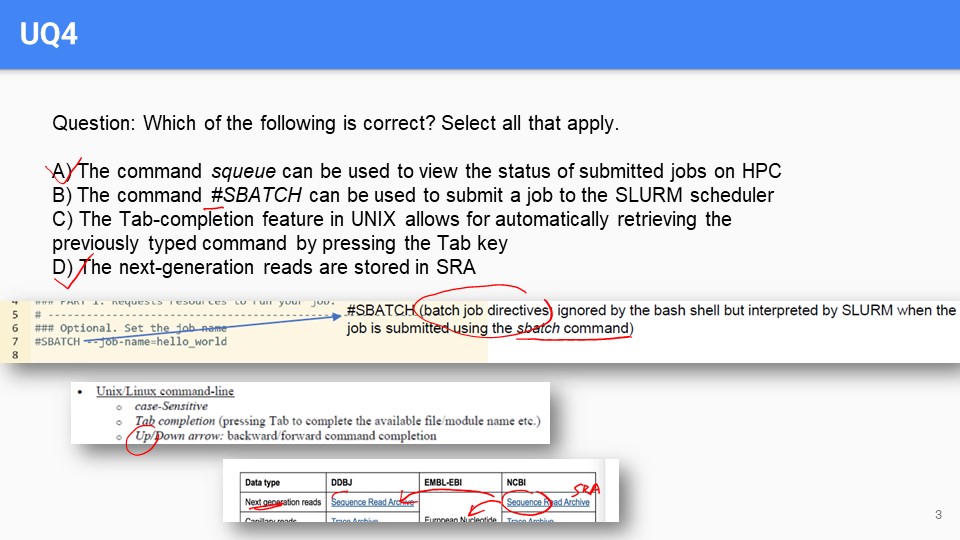 UQ4
Question: Which of the following is correct? Select all that apply.
A) The command squeue can be used to view the status of submitted jobs on HPC
B) The command #SBATCH can be used to submit a job to the SLURM scheduler
C) The Tab-completion feature in UNIX allows for automatically retrieving the
previously typed command by pressing the Tab key
D) The next-generation reads are stored in SRA
4 ### PART 1. Requests resources to run your job.
5 # --------------------------------------------------
6 ### Optional. Set the job name
7 #SBATCH --job-name=hello_world
8
#SBATCH (batch job directives, ignored by the bash shell but interpreted by SLURM when the
job is submitted using the sbatch command)
• Unix/Linux command-line
o case-Sensitive
o Tab completion (pressing Tab to complete the available file/module name etc.)
o Up/Down arrow: backward/forward command completion
Data type DDBJ EMBL-EBI NCBI
SRA
Next generation reads Sequence Read Archive Sequence Read Archive
Capillary reads Trace Archive European Nucleotide Trace Archive
3